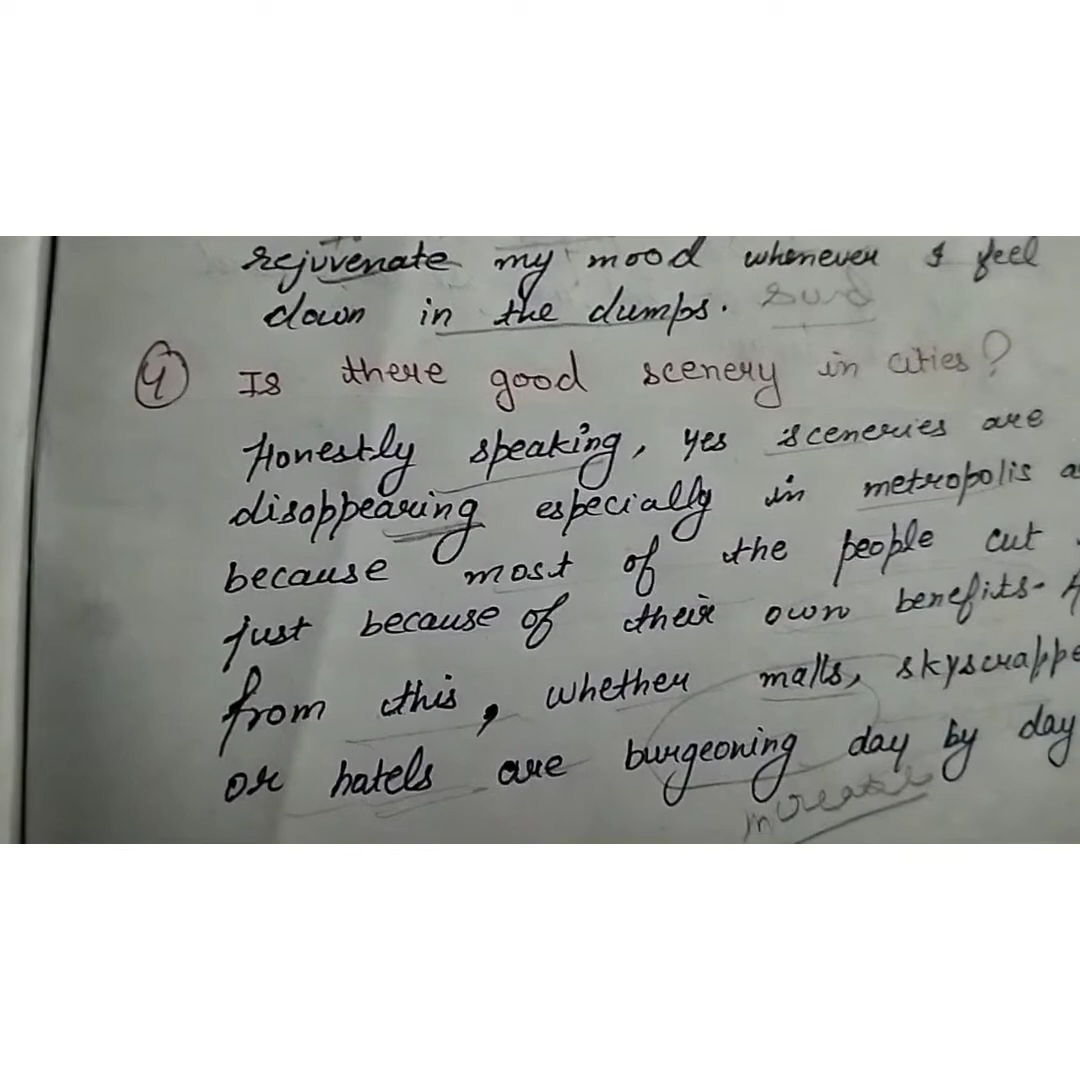 rejuvenate my mood whenever I feel
down in the dumps.
4 Is there good scenery in cities?
Honestly speaking, yes sceneries are
disappearing especially in metropolis
because most of the people cut
just because of their own benefits.
from this, whether malls, skyscrappe
or hotels are burgeoning day by day
increase